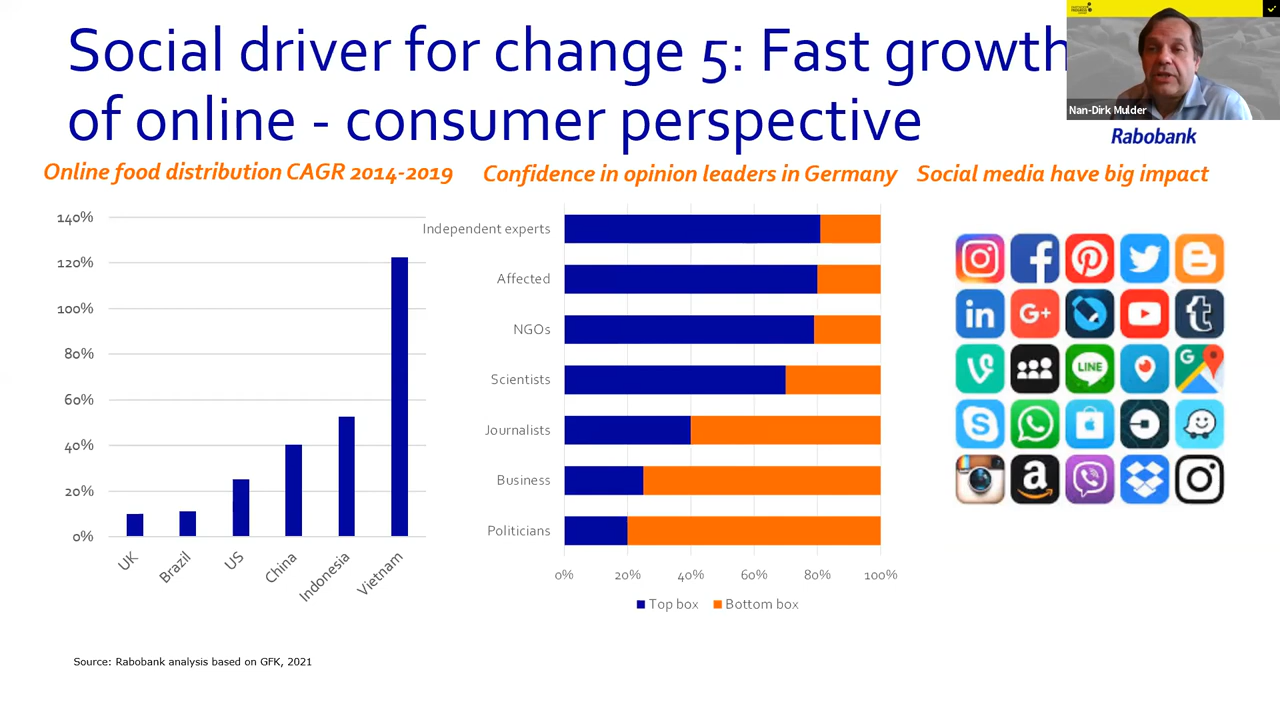 Social driver for change 5: Fast growth
of online - consumer perspective
Nan-Dirk Mulder
Rabobank
Online food distribution CAGR 2014-2019
140%
120%
100%
80%
60%
40%
20%
0%
UK
Brazil
US
China
Indonesia
Vietnam
Confidence in opinion leaders in Germany
Independent experts
Affected
NGOs
Scientists
Journalists
Business
Politicians
0% 20% 40% 60% 80% 100%
Top box Bottom box
Social media have big impact
in G+ t
LINE G
a
Source: Rabobank analysis based on GFK, 2021